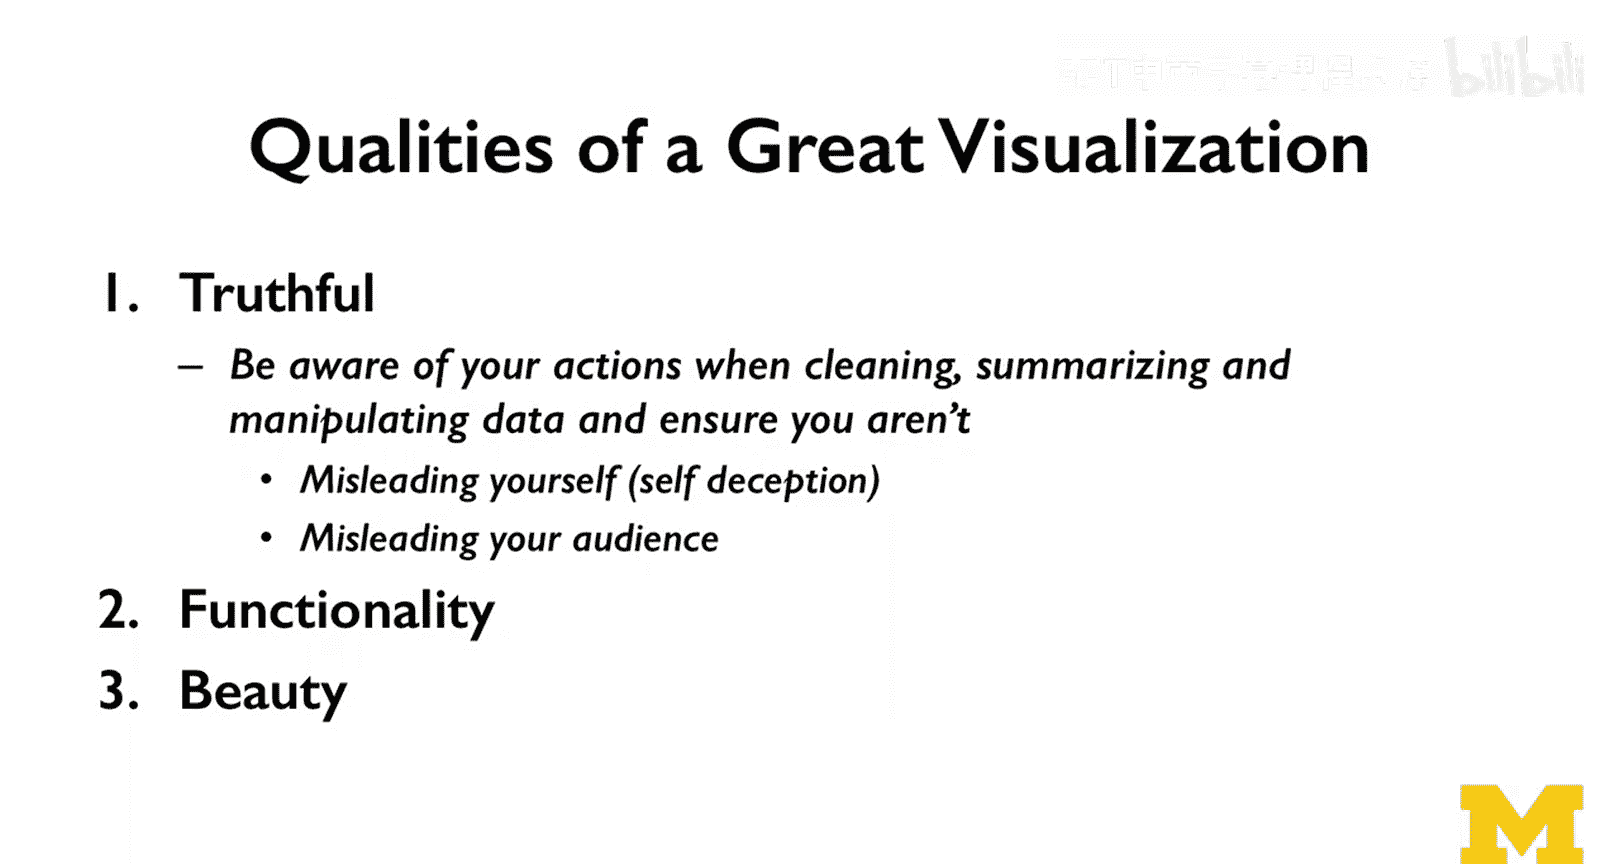 bilibili
Qualities of a Great Visualization
1. Truthful
– Be aware of your actions when cleaning, summarizing and
manipulating data and ensure you aren’t
• Misleading yourself (self deception)
• Misleading your audience
2. Functionality
3. Beauty
M